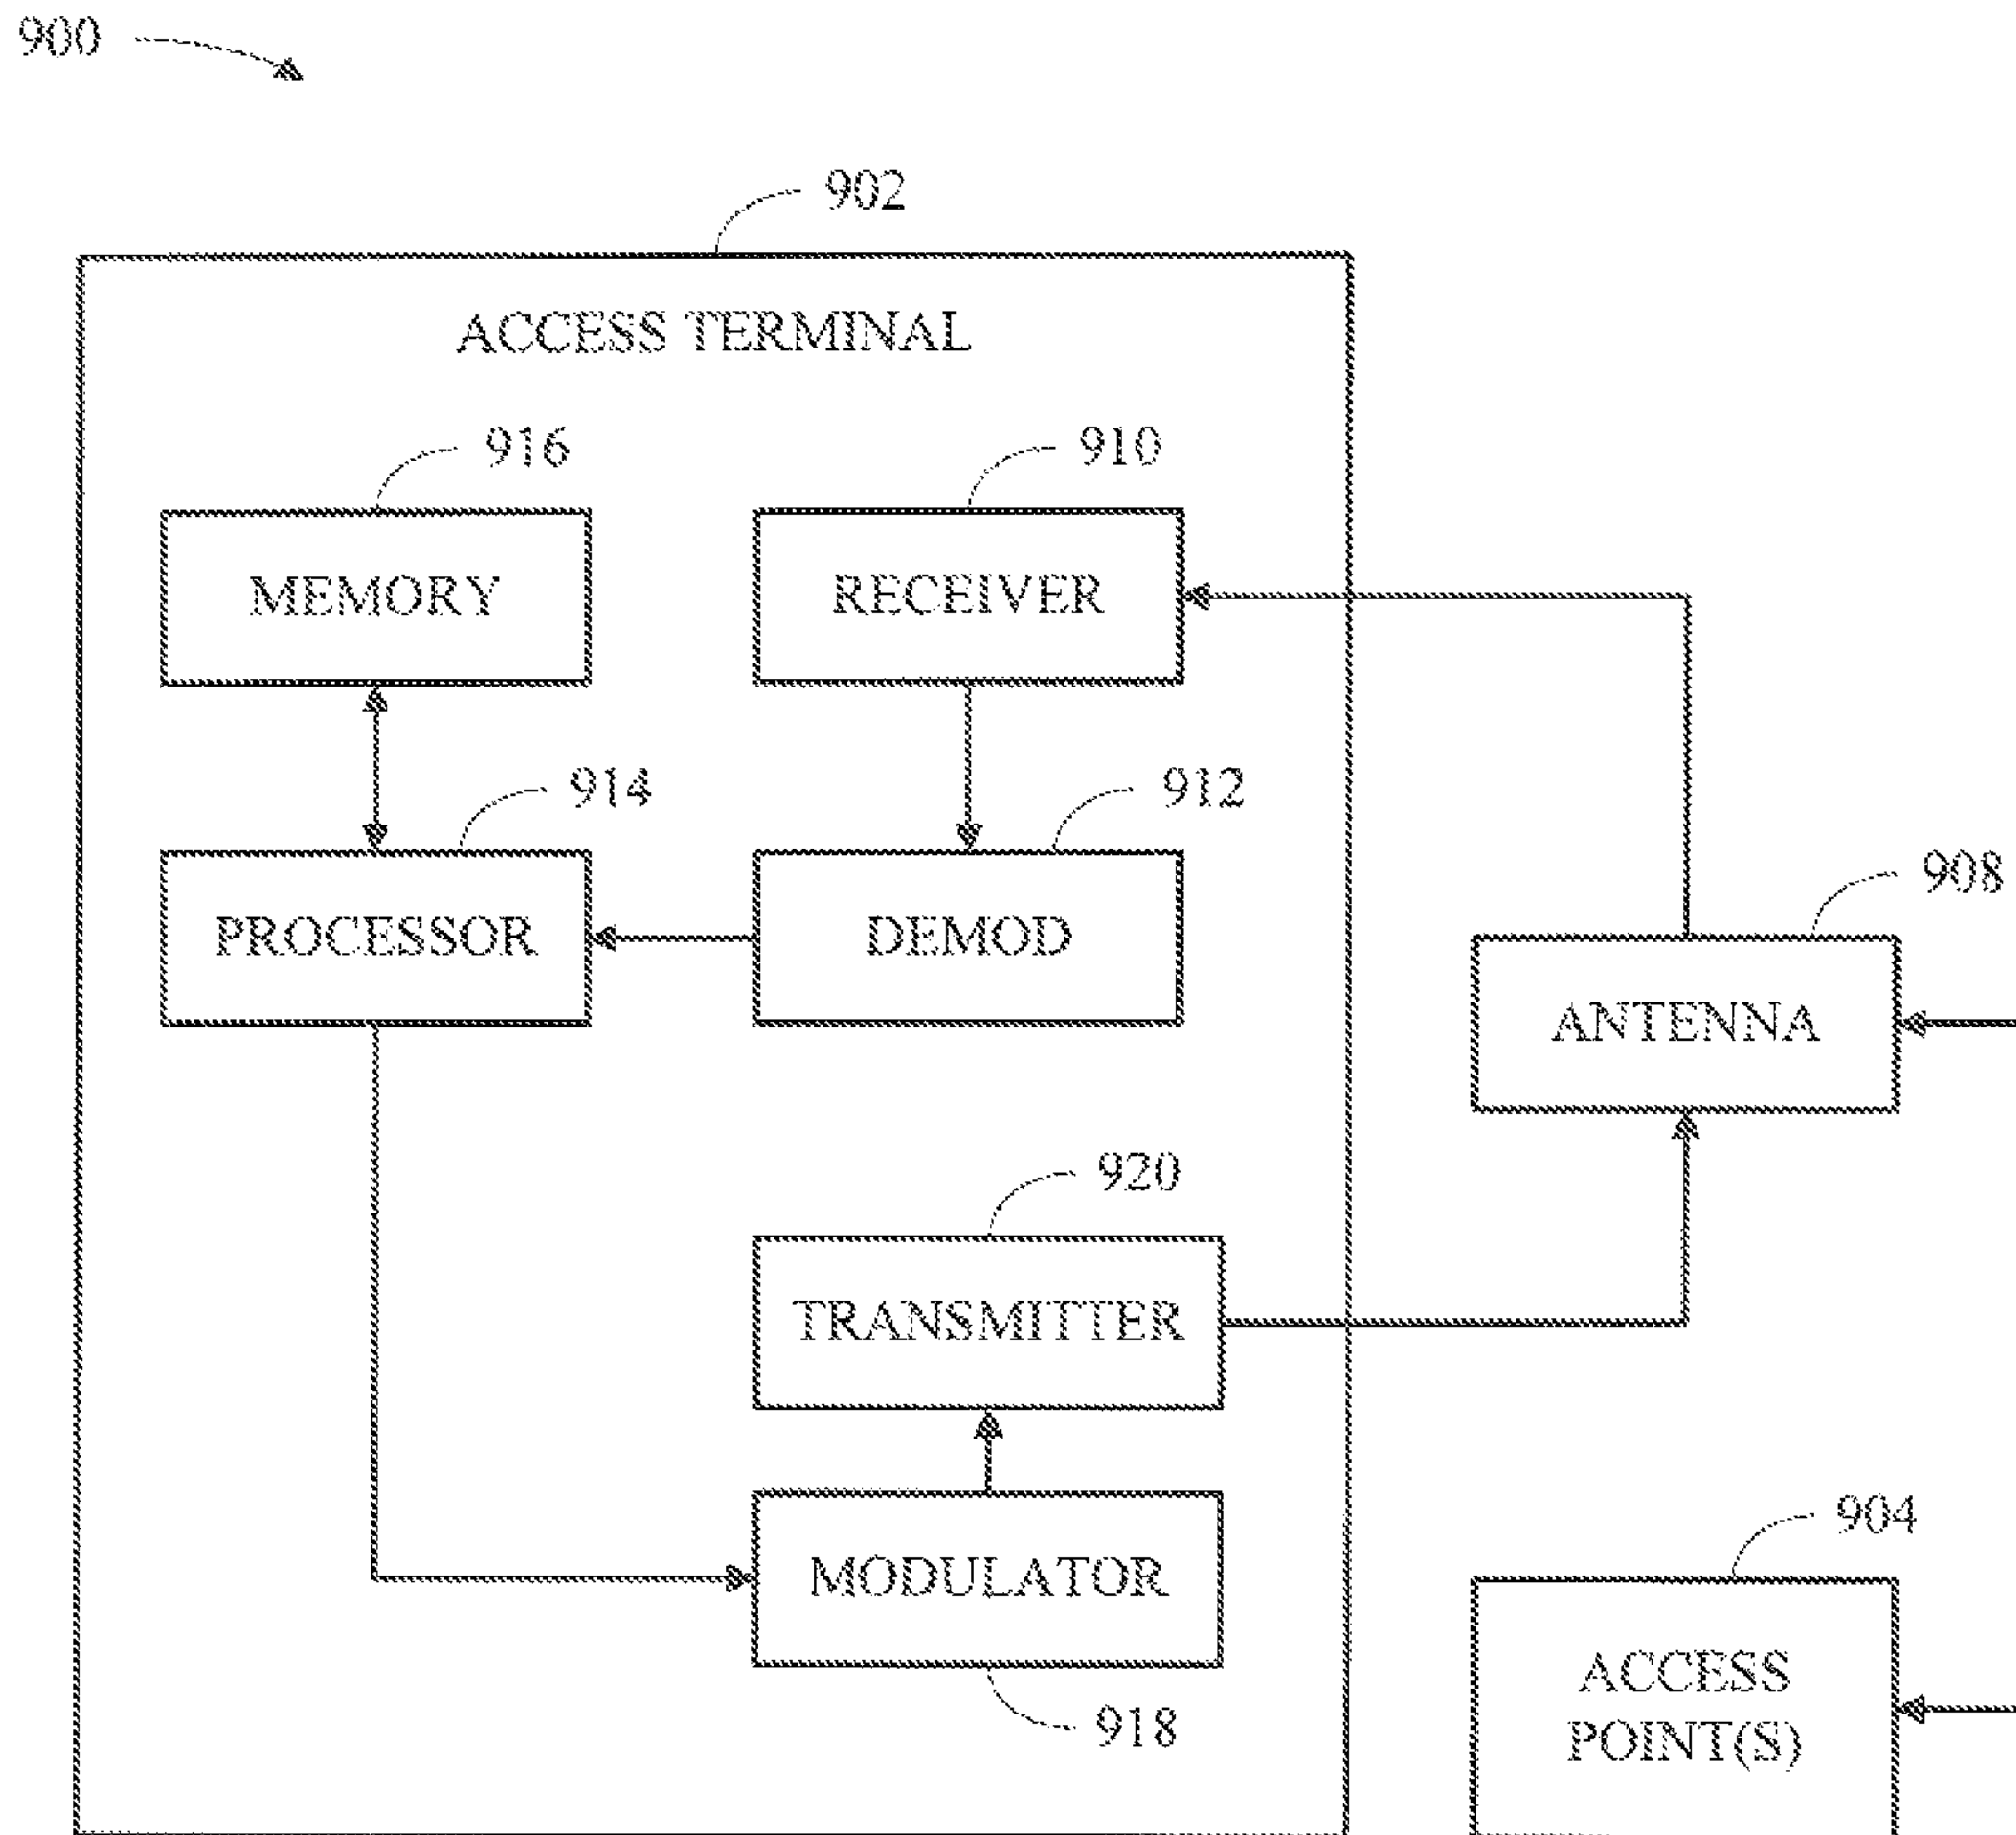 900
902
ACCESS TERMINAL
916
910
MEMORY
RECEIVER
914
912
908
PROCESSOR
DEMOD
ANTENNA
920
TRANSMITTER
904
MODULATOR
ACCESS
POINT(S)
918